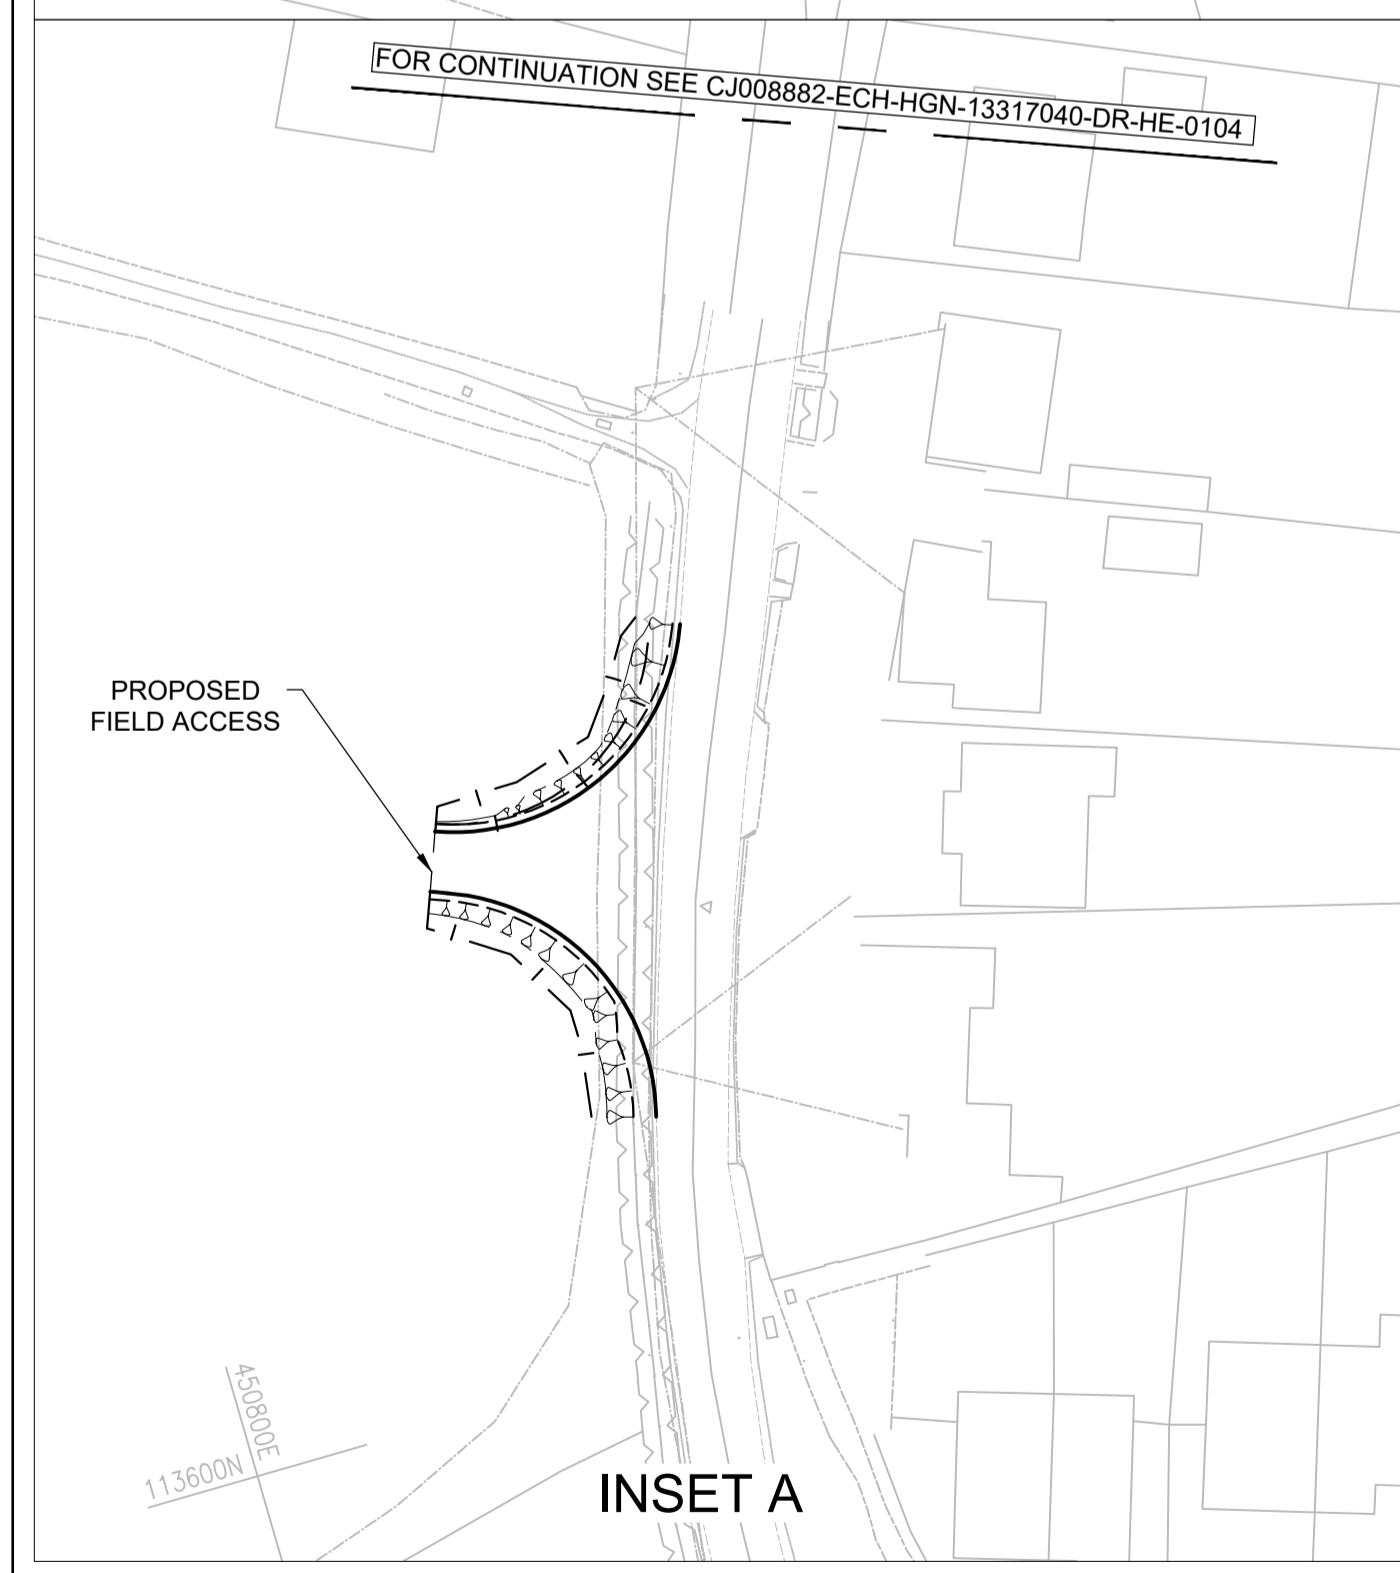 FOR CONTINUATION SEE CJ008882-ECH-HGN-13317040-DR-HE-0104
PROPOSED
FIELD ACCESS
450800E
113600N
INSET A